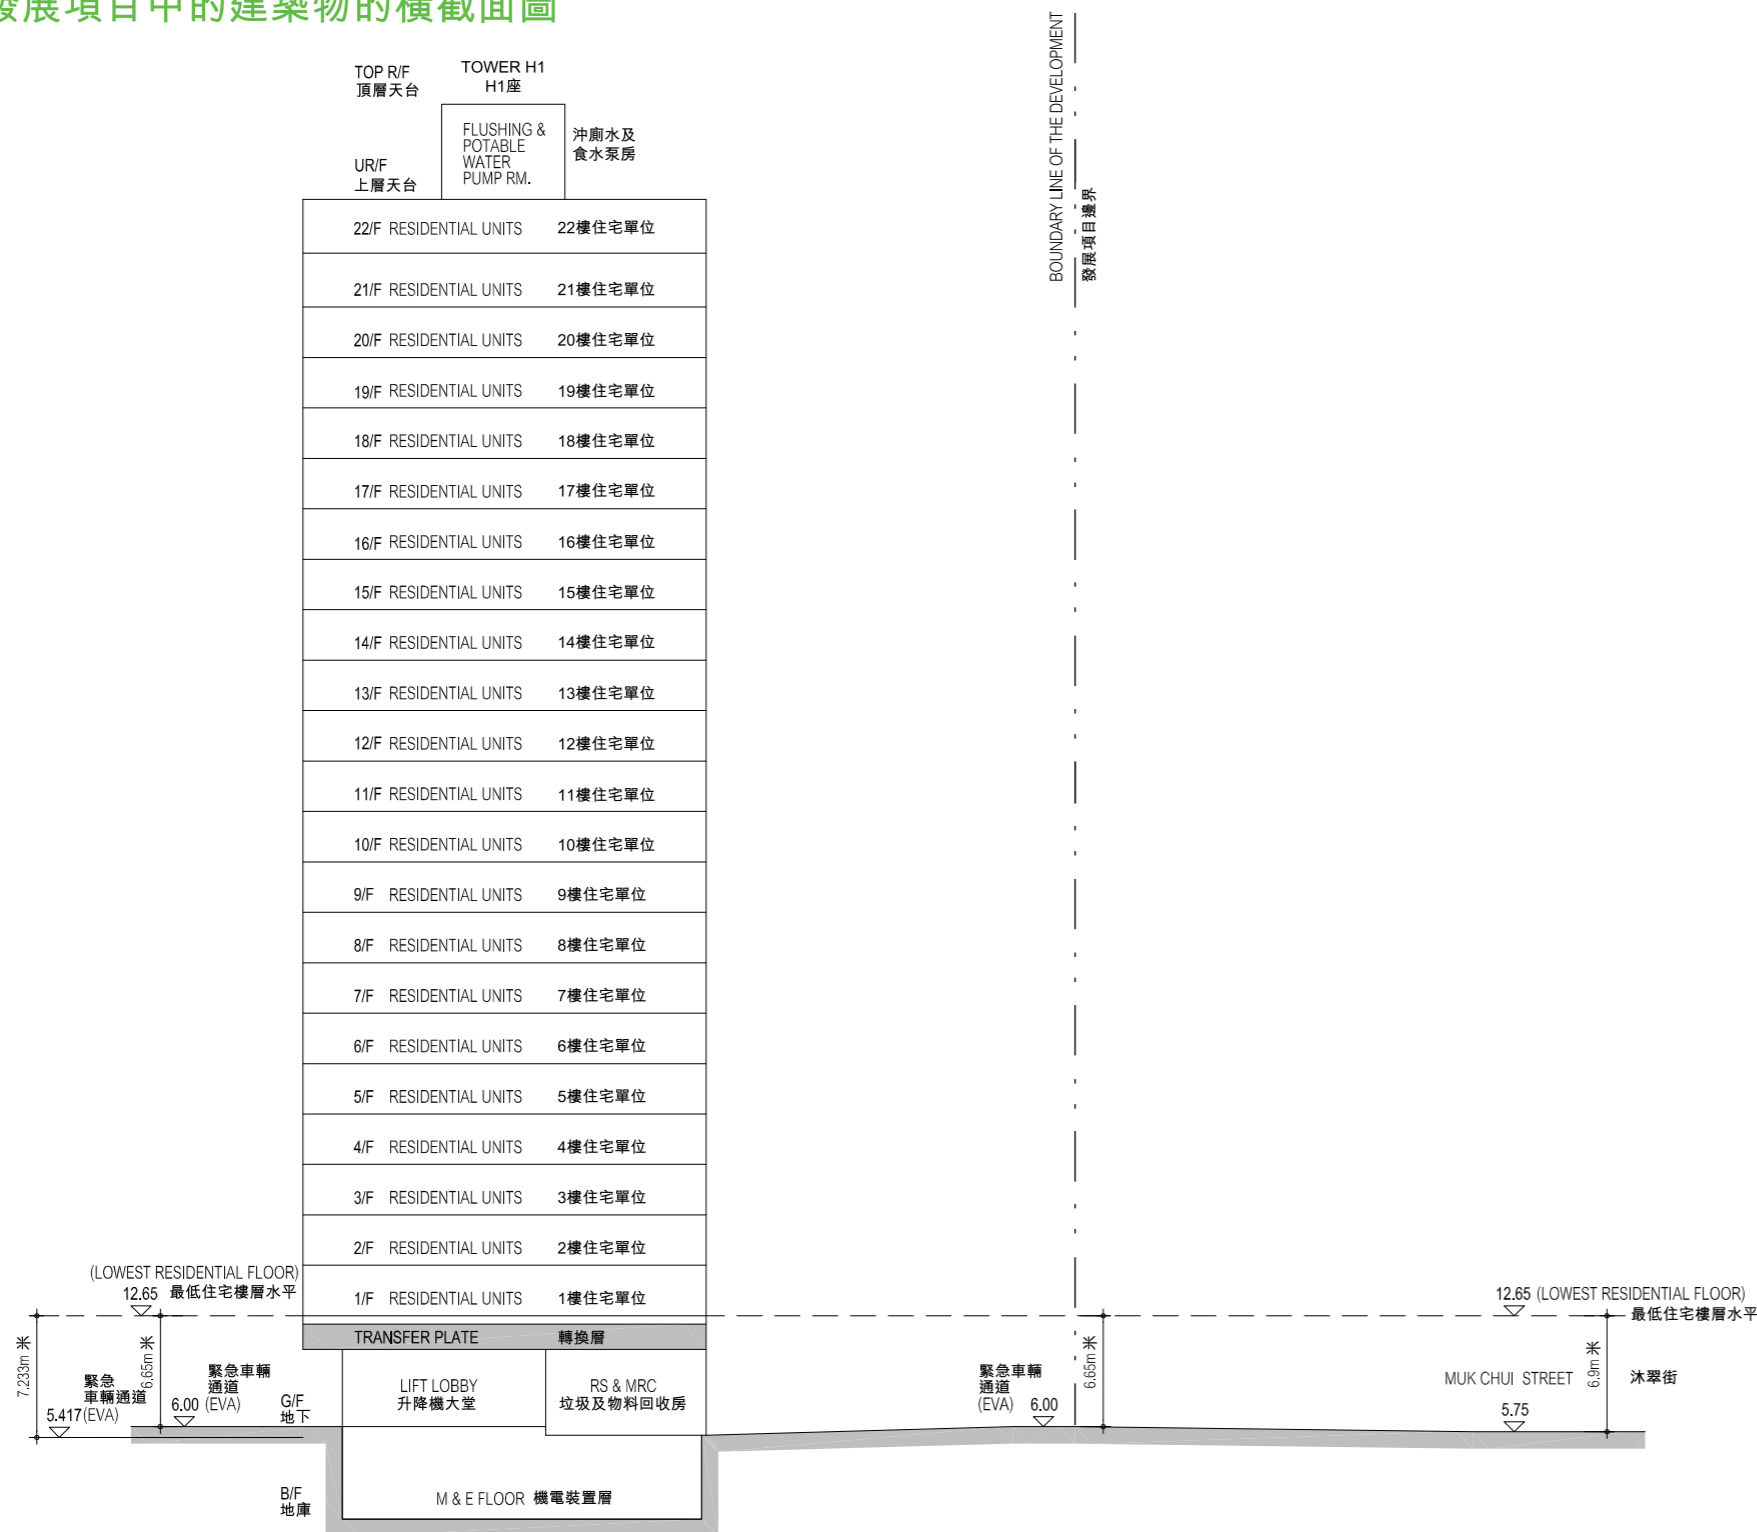 發展項目中的建築物的橫截面圖
TOP R/F
頂層天台
TOWER H1
H1座
FLUSHING &
POTABLE
WATER
PUMP RM.
沖廁水及
食水泵房
UR/F
上層天台
BOUNDARY LINE OF THE DEVELOPMENT
發展項目邊界
22/F RESIDENTIAL UNITS 22樓住宅單位
21/F RESIDENTIAL UNITS 21樓住宅單位
20/F RESIDENTIAL UNITS 20樓住宅單位
19/F RESIDENTIAL UNITS 19樓住宅單位
18/F RESIDENTIAL UNITS 18樓住宅單位
17/F RESIDENTIAL UNITS 17樓住宅單位
16/F RESIDENTIAL UNITS 16樓住宅單位
15/F RESIDENTIAL UNITS 15樓住宅單位
14/F RESIDENTIAL UNITS 14樓住宅單位
13/F RESIDENTIAL UNITS 13樓住宅單位
12/F RESIDENTIAL UNITS 12樓住宅單位
11/F RESIDENTIAL UNITS 11樓住宅單位
10/F RESIDENTIAL UNITS 10樓住宅單位
9/F RESIDENTIAL UNITS 9樓住宅單位
8/F RESIDENTIAL UNITS 8樓住宅單位
7/F RESIDENTIAL UNITS 7樓住宅單位
6/F RESIDENTIAL UNITS 6樓住宅單位
5/F RESIDENTIAL UNITS 5樓住宅單位
4/F RESIDENTIAL UNITS 4樓住宅單位
3/F RESIDENTIAL UNITS 3樓住宅單位
2/F RESIDENTIAL UNITS 2樓住宅單位
1/F RESIDENTIAL UNITS 1樓住宅單位
(LOWEST RESIDENTIAL FLOOR)
12.65 最低住宅樓層水平
12.65 (LOWEST RESIDENTIAL FLOOR)
最低住宅樓層水平
TRANSFER PLATE 轉換層
7.233m 米
緊急
車輛通道
5.417(EVA)
6.65m 米
緊急車輛
通道
6.00 (EVA)
G/F
地下
LIFT LOBBY
升降機大堂
RS & MRC
垃圾及物料回收房
緊急車輛
通道
(EVA) 6.00
6.65m 米
MUK CHUI STREET 沐翠街
6.9m 米
5.75
B/F
地庫
M & E FLOOR 機電裝置層